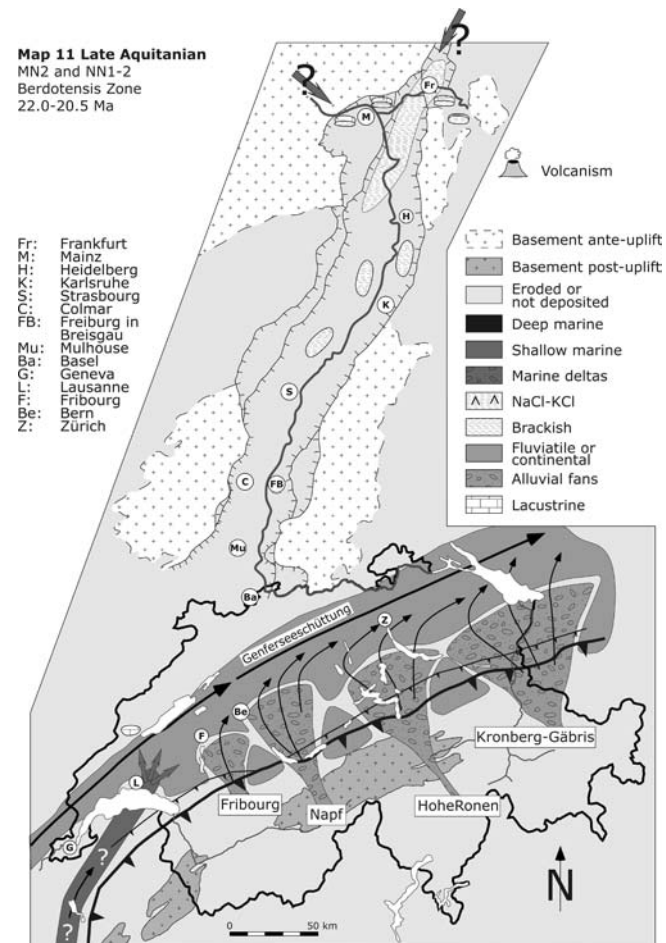 Map 11 Late Aquitanian
MN2 and NN1-2
Berdotensis Zone
22.0-20.5 Ma
?
?
Fr
M
H
K
S
C
FB
Mu
Ba
Volcanism
Fr: Frankfurt
M: Mainz
H: Heidelberg
K: Karlsruhe
S: Strasbourg
C: Colmar
FB: Freiburg in
Breisgau
Mu: Mulhouse
Ba: Basel
G: Geneva
L: Lausanne
F: Fribourg
Be: Bern
Z: Zürich
Basement ante-uplift
Basement post-uplift
Eroded or
not deposited
Deep marine
Shallow marine
Marine deltas
NaCl-KCl
Brackish
Fluviatile or
continental
Alluvial fans
Lacustrine
Genferseeschüttung
Z
Be
F
L
G
?
?
Kronberg-Gäbris
HoheRonen
Napf
Fribourg
N
0 50 km